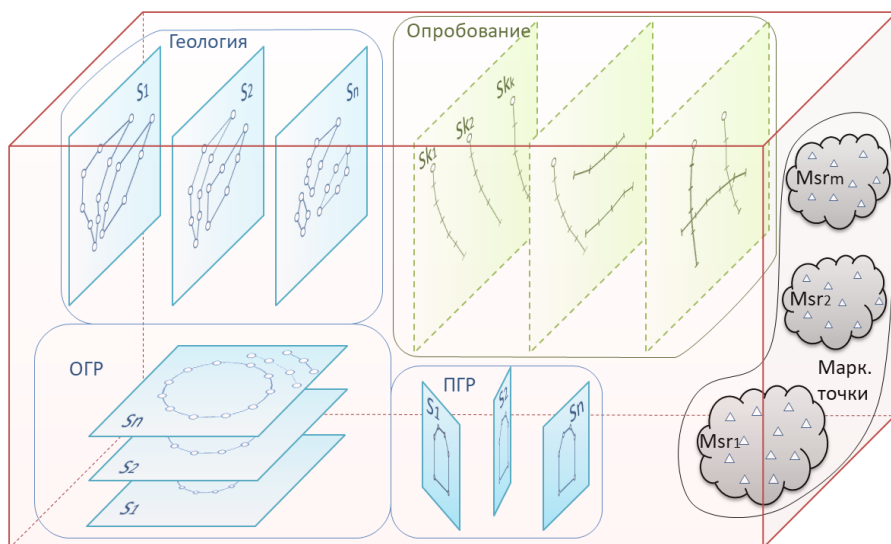 Геология
S1
S2
Sn
Опробование
Sk1
Sk2
Skk
Msrm
Msr2
Марк.
точки
Msr1
ОГР
Sn
S2
S1
ПГР
S1
S2
Sn